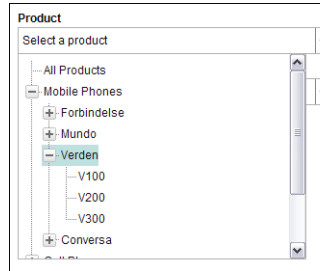 Product
Select a product
All Products
Mobile Phones
Forbindelse
Mundo
Verden
V100
V200
V300
Conversa